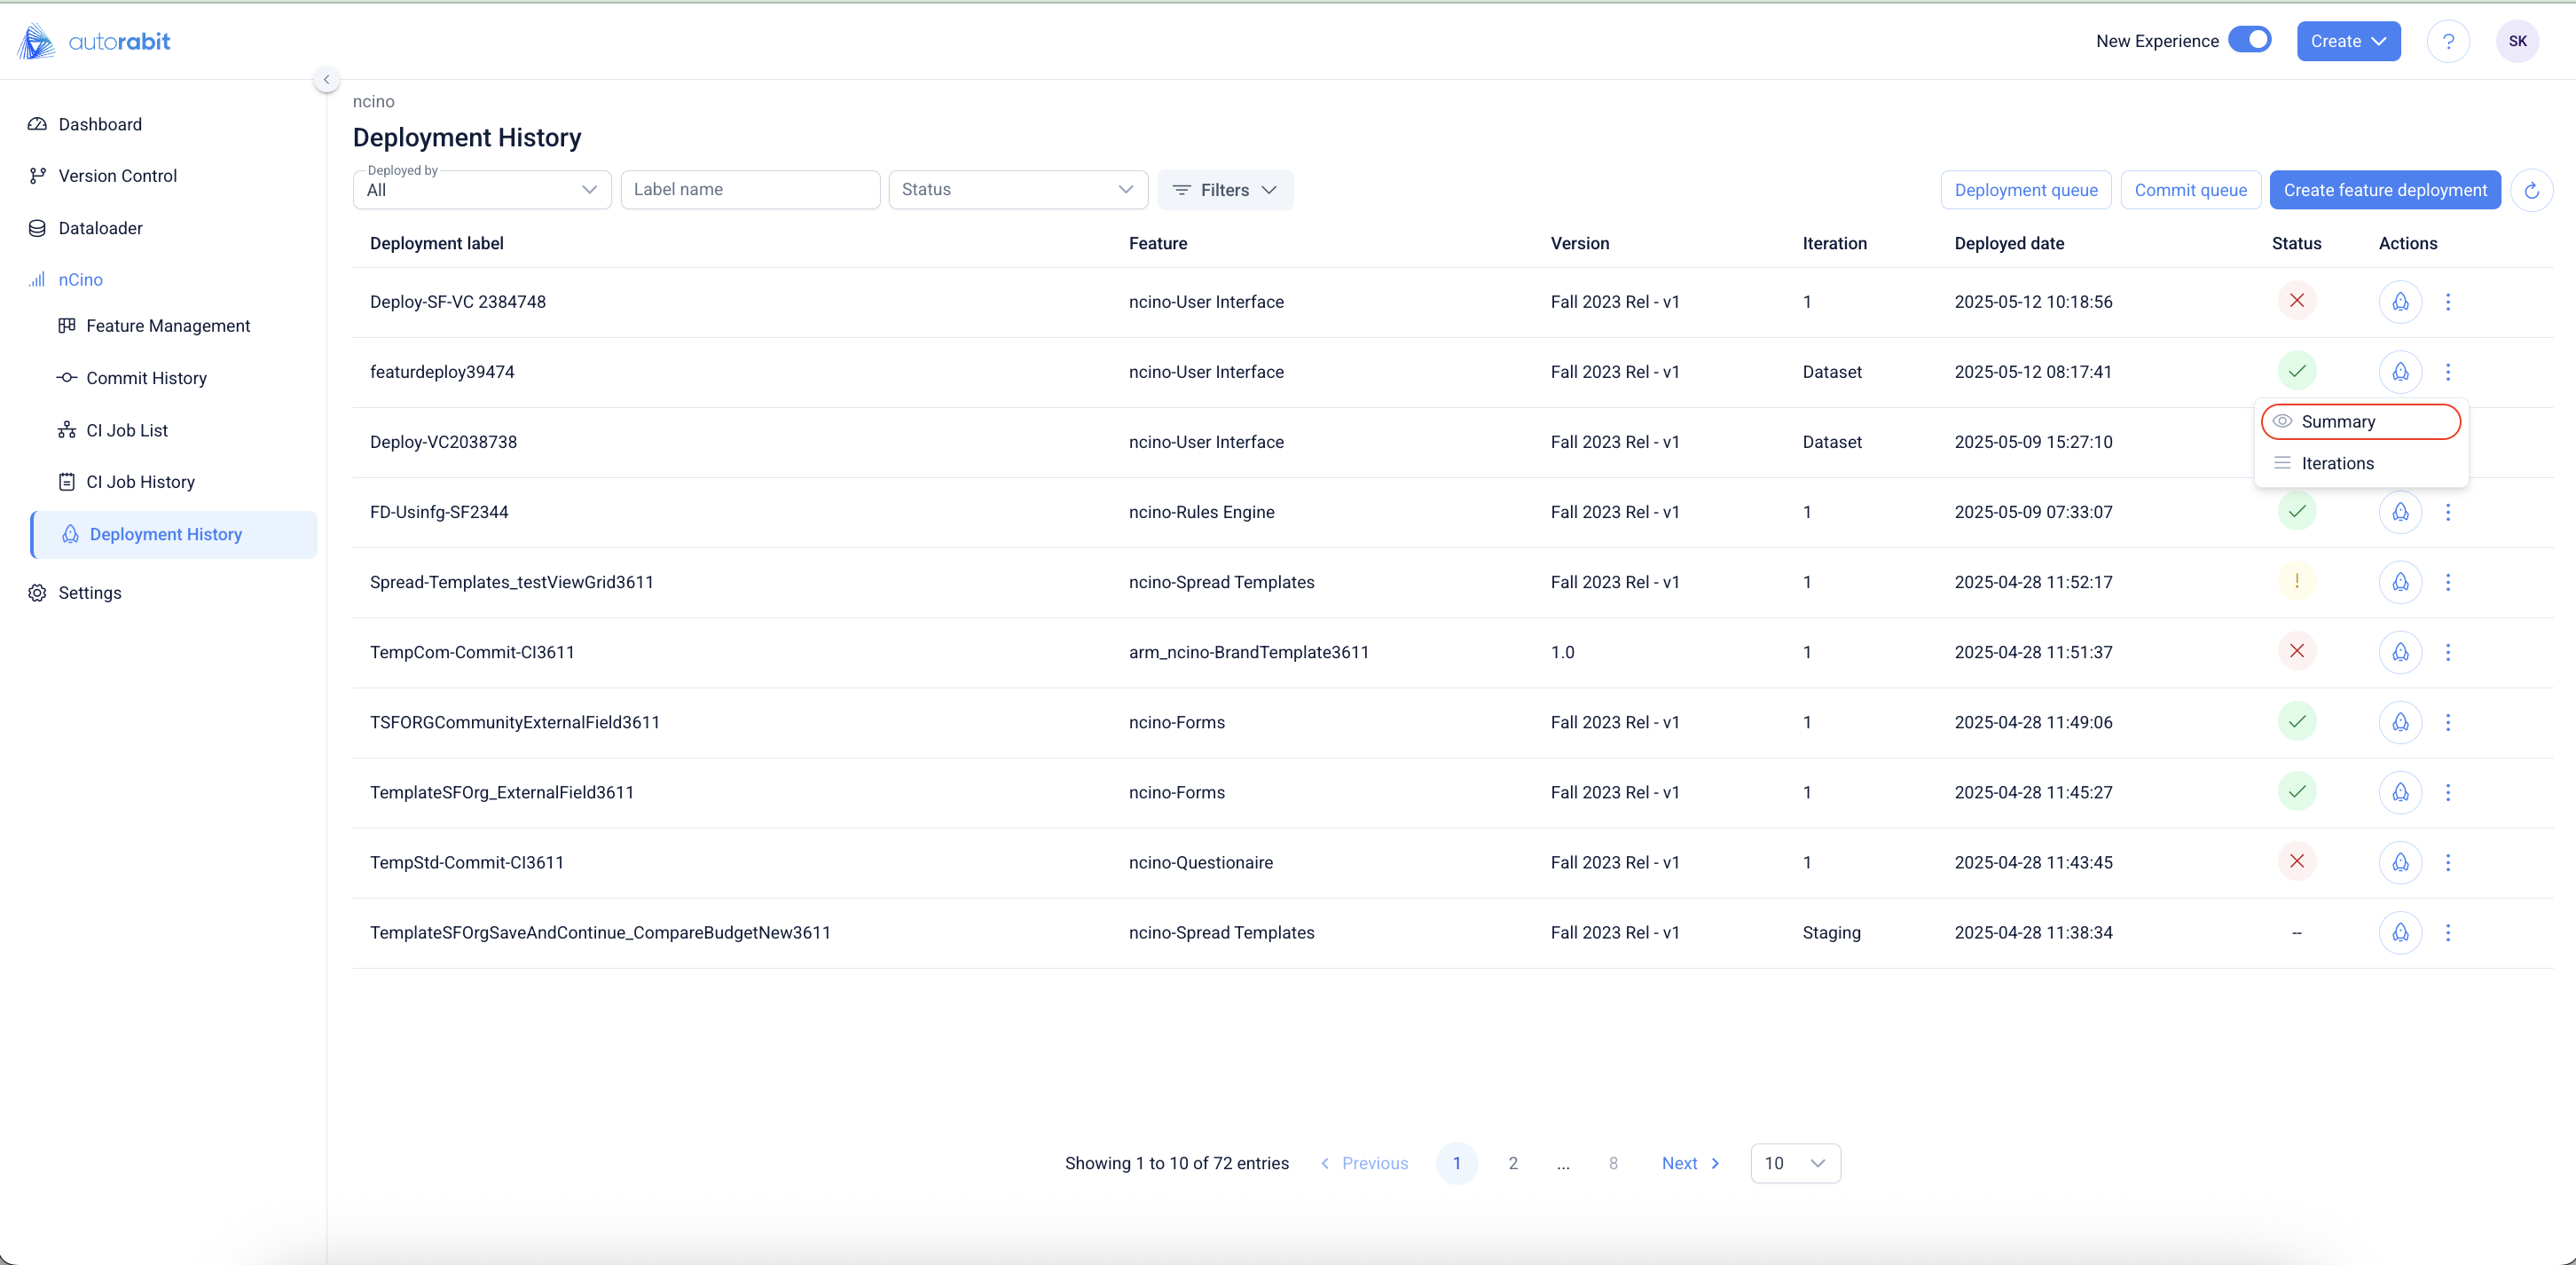 autorabit
New Experience Create ? SK
Dashboard
Version Control
Dataloader
nCino
Feature Management
Commit History
CI Job List
CI Job History
Deployment History
Settings
ncino
Deployment History
Deployed by
All Label name Status Filters Deployment queue Commit queue Create feature deployment
Deployment label Feature Version Iteration Deployed date Status Actions
Deploy-SF-VC 2384748 ncino-User Interface Fall 2023 Rel - v1 1 2025-05-12 10:18:56
featurdeploy39474 ncino-User Interface Fall 2023 Rel - v1 Dataset 2025-05-12 08:17:41
Summary
Iterations
Deploy-VC2038738 ncino-User Interface Fall 2023 Rel - v1 Dataset 2025-05-09 15:27:10
FD-Usinfg-SF2344 ncino-Rules Engine Fall 2023 Rel - v1 1 2025-05-09 07:33:07
Spread-Templates_testViewGrid3611 ncino-Spread Templates Fall 2023 Rel - v1 1 2025-04-28 11:52:17 !
TempCom-Commit-CI3611 arm_ncino-BrandTemplate3611 1.0 1 2025-04-28 11:51:37
TSFORGCommunityExternalField3611 ncino-Forms Fall 2023 Rel - v1 1 2025-04-28 11:49:06
TemplateSFOrg_ExternalField3611 ncino-Forms Fall 2023 Rel - v1 1 2025-04-28 11:45:27
TempStd-Commit-CI3611 ncino-Questionaire Fall 2023 Rel - v1 1 2025-04-28 11:43:45
TemplateSFOrgSaveAndContinue_CompareBudgetNew3611 ncino-Spread Templates Fall 2023 Rel - v1 Staging 2025-04-28 11:38:34 --
Showing 1 to 10 of 72 entries Previous 1 2 ... 8 Next 10